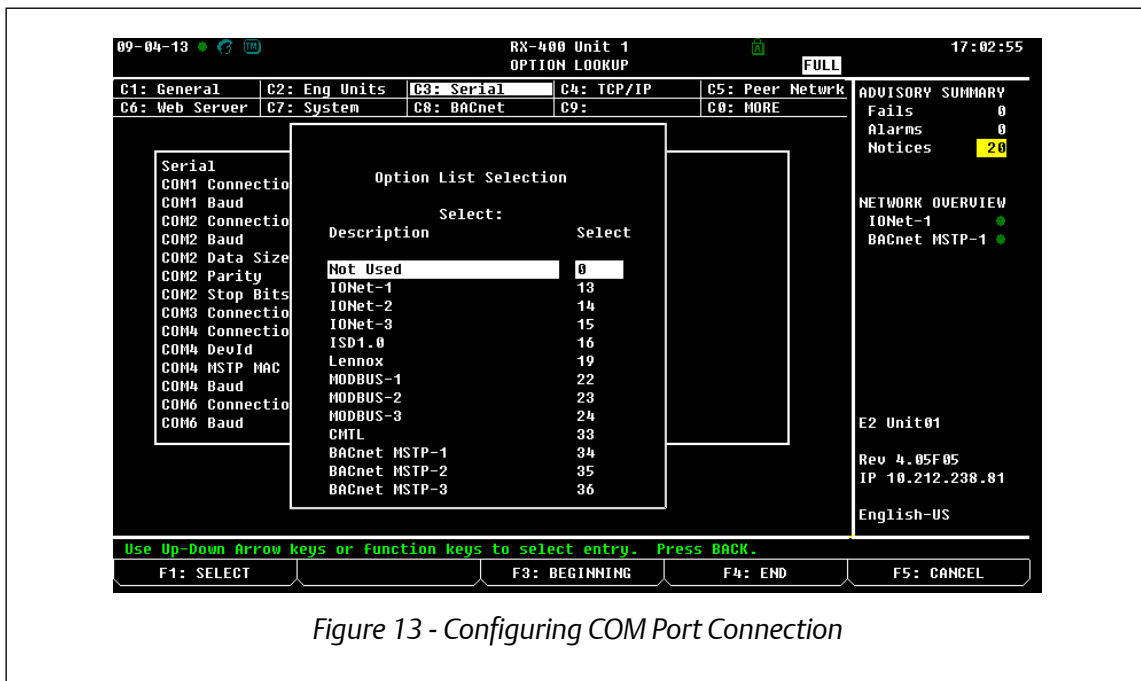 09-04-13 TM RX-400 Unit 1 17:02:55
OPTION LOOKUP FULL
C1: General C2: Eng Units C3: Serial C4: TCP/IP C5: Peer Netwrk
C6: Web Server C7: System C8: BACnet C9: C0: MORE
ADVISORY SUMMARY
Fails 0
Alarms 0
Notices 20
NETWORK OVERVIEW
IONet-1
BACnet MSTP-1
E2 Unit01
Rev 4.05F05
IP 10.212.238.81
English-US
Serial
COM1 Connectio
COM1 Baud
COM2 Connectio
COM2 Baud
COM2 Data Size
COM2 Parity
COM2 Stop Bits
COM3 Connectio
COM4 Connectio
COM4 DevId
COM4 MSTP MAC
COM4 Baud
COM6 Connectio
COM6 Baud
Option List Selection
Select:
Description Select
Not Used 0
IONet-1 13
IONet-2 14
IONet-3 15
ISD1.0 16
Lennox 19
MODBUS-1 22
MODBUS-2 23
MODBUS-3 24
CMTL 33
BACnet MSTP-1 34
BACnet MSTP-2 35
BACnet MSTP-3 36
Use Up-Down Arrow keys or function keys to select entry. Press BACK.
F1: SELECT F3: BEGINNING F4: END F5: CANCEL
Figure 13 - Configuring COM Port Connection